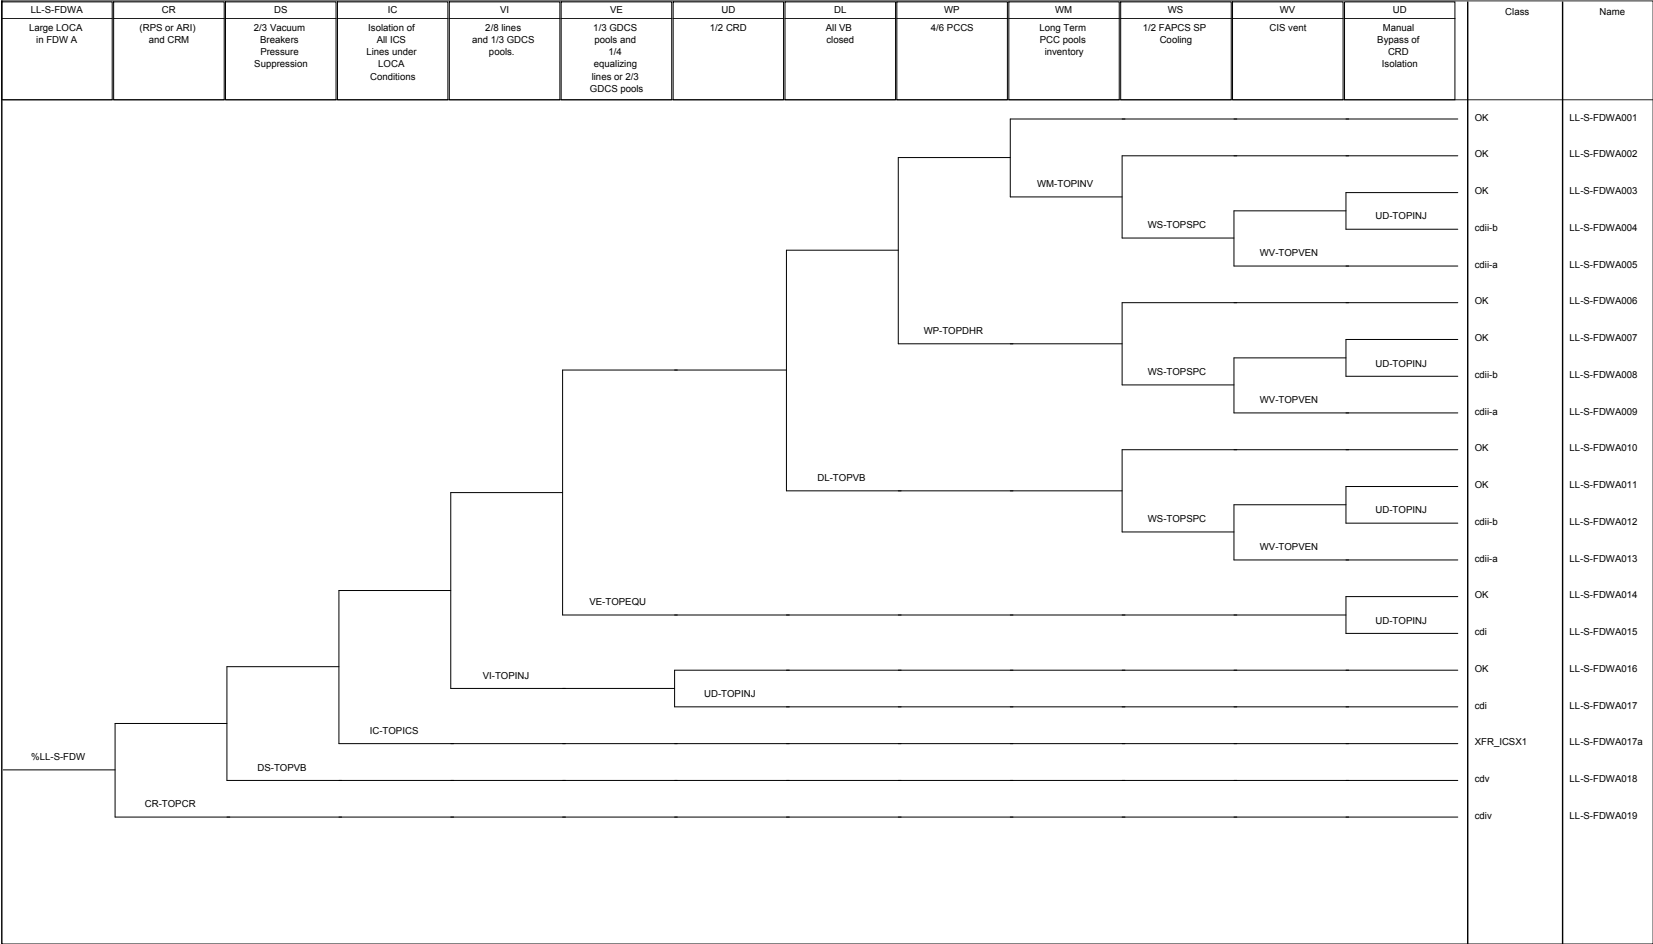 LL-S-FDWA CR DS IC VI VE UD DL WP WM WS WV UD Class Name
Large LOCA
in FDW A
(RPS or ARI)
and CRM
2/3 Vacuum
Breakers
Pressure
Suppression
Isolation of
All ICS
Lines under
LOCA
Conditions
2/8 lines
and 1/3 GDCS
pools.
1/3 GDCS
pools and
1/4
equalizing
lines or 2/3
GDCS pools
1/2 CRD
All VB
closed
4/6 PCCS
Long Term
PCC pools
inventory
1/2 FAPCS SP
Cooling
CIS vent
Manual
Bypass of
CRD
Isolation
OK LL-S-FDWA001
OK LL-S-FDWA002
WM-TOPINV
OK LL-S-FDWA003
UD-TOPINJ
WS-TOPSPC
cdii-b LL-S-FDWA004
WV-TOPVEN
cdii-a LL-S-FDWA005
OK LL-S-FDWA006
WP-TOPDHR
OK LL-S-FDWA007
UD-TOPINJ
WS-TOPSPC
cdii-b LL-S-FDWA008
WV-TOPVEN
cdii-a LL-S-FDWA009
OK LL-S-FDWA010
DL-TOPVB
OK LL-S-FDWA011
UD-TOPINJ
WS-TOPSPC
cdii-b LL-S-FDWA012
WV-TOPVEN
cdii-a LL-S-FDWA013
OK LL-S-FDWA014
VE-TOPEQU
UD-TOPINJ
cdi LL-S-FDWA015
OK LL-S-FDWA016
VI-TOPINJ
UD-TOPINJ
cdi LL-S-FDWA017
IC-TOPICS
XFR_ICSX1 LL-S-FDWA017a
%LL-S-FDW
DS-TOPVB
cdv LL-S-FDWA018
CR-TOPCR
cdiv LL-S-FDWA019